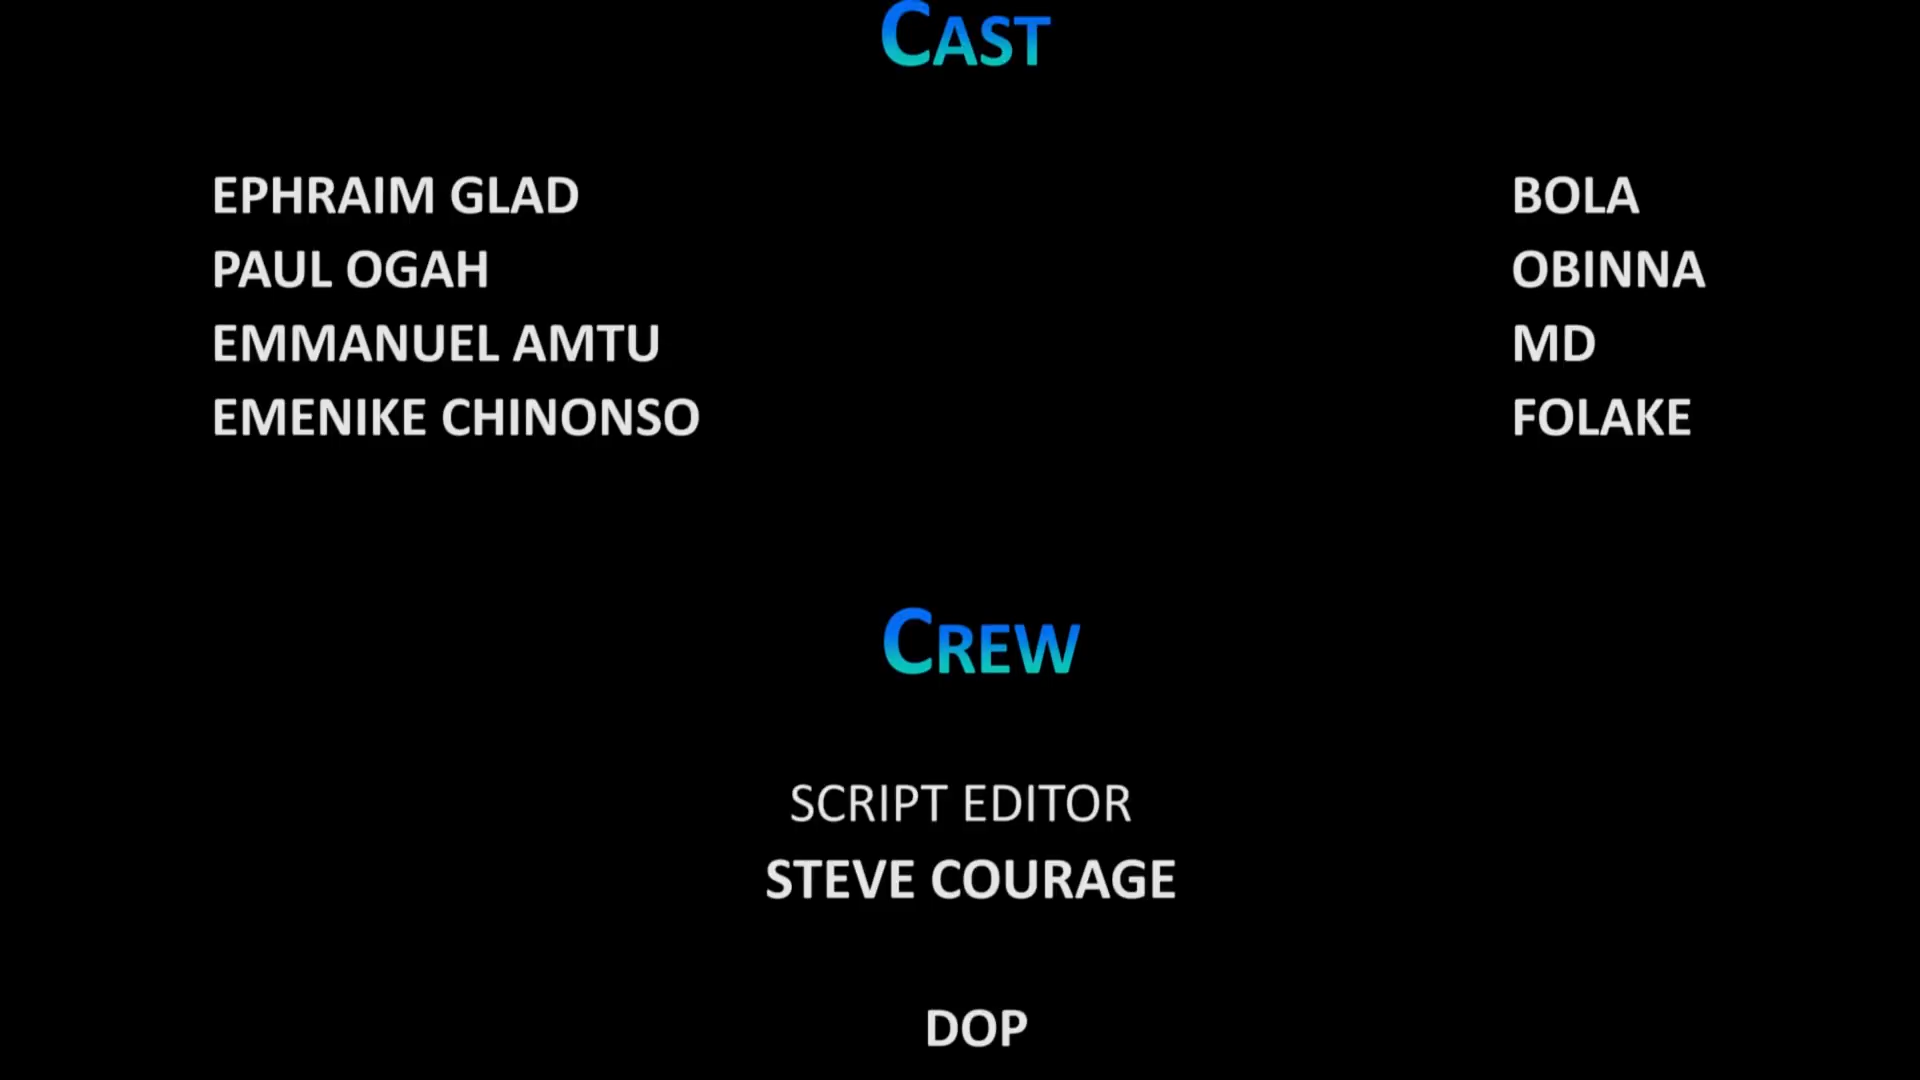 CAST
EPHRAIM GLAD BOLA
PAUL OGAH OBINNA
EMMANUEL AMTU MD
EMENIKE CHINONSO FOLAKE
CREW
SCRIPT EDITOR
STEVE COURAGE
DOP